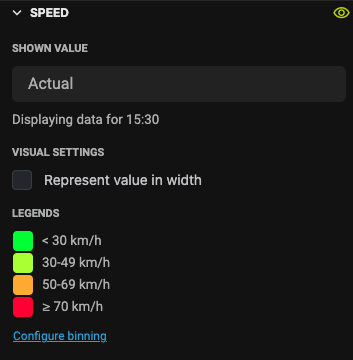 SPEED
SHOWN VALUE
Actual
Displaying data for 15:30
VISUAL SETTINGS
Represent value in width
LEGENDS
< 30 km/h
30-49 km/h
50-69 km/h
≥ 70 km/h
Configure binning